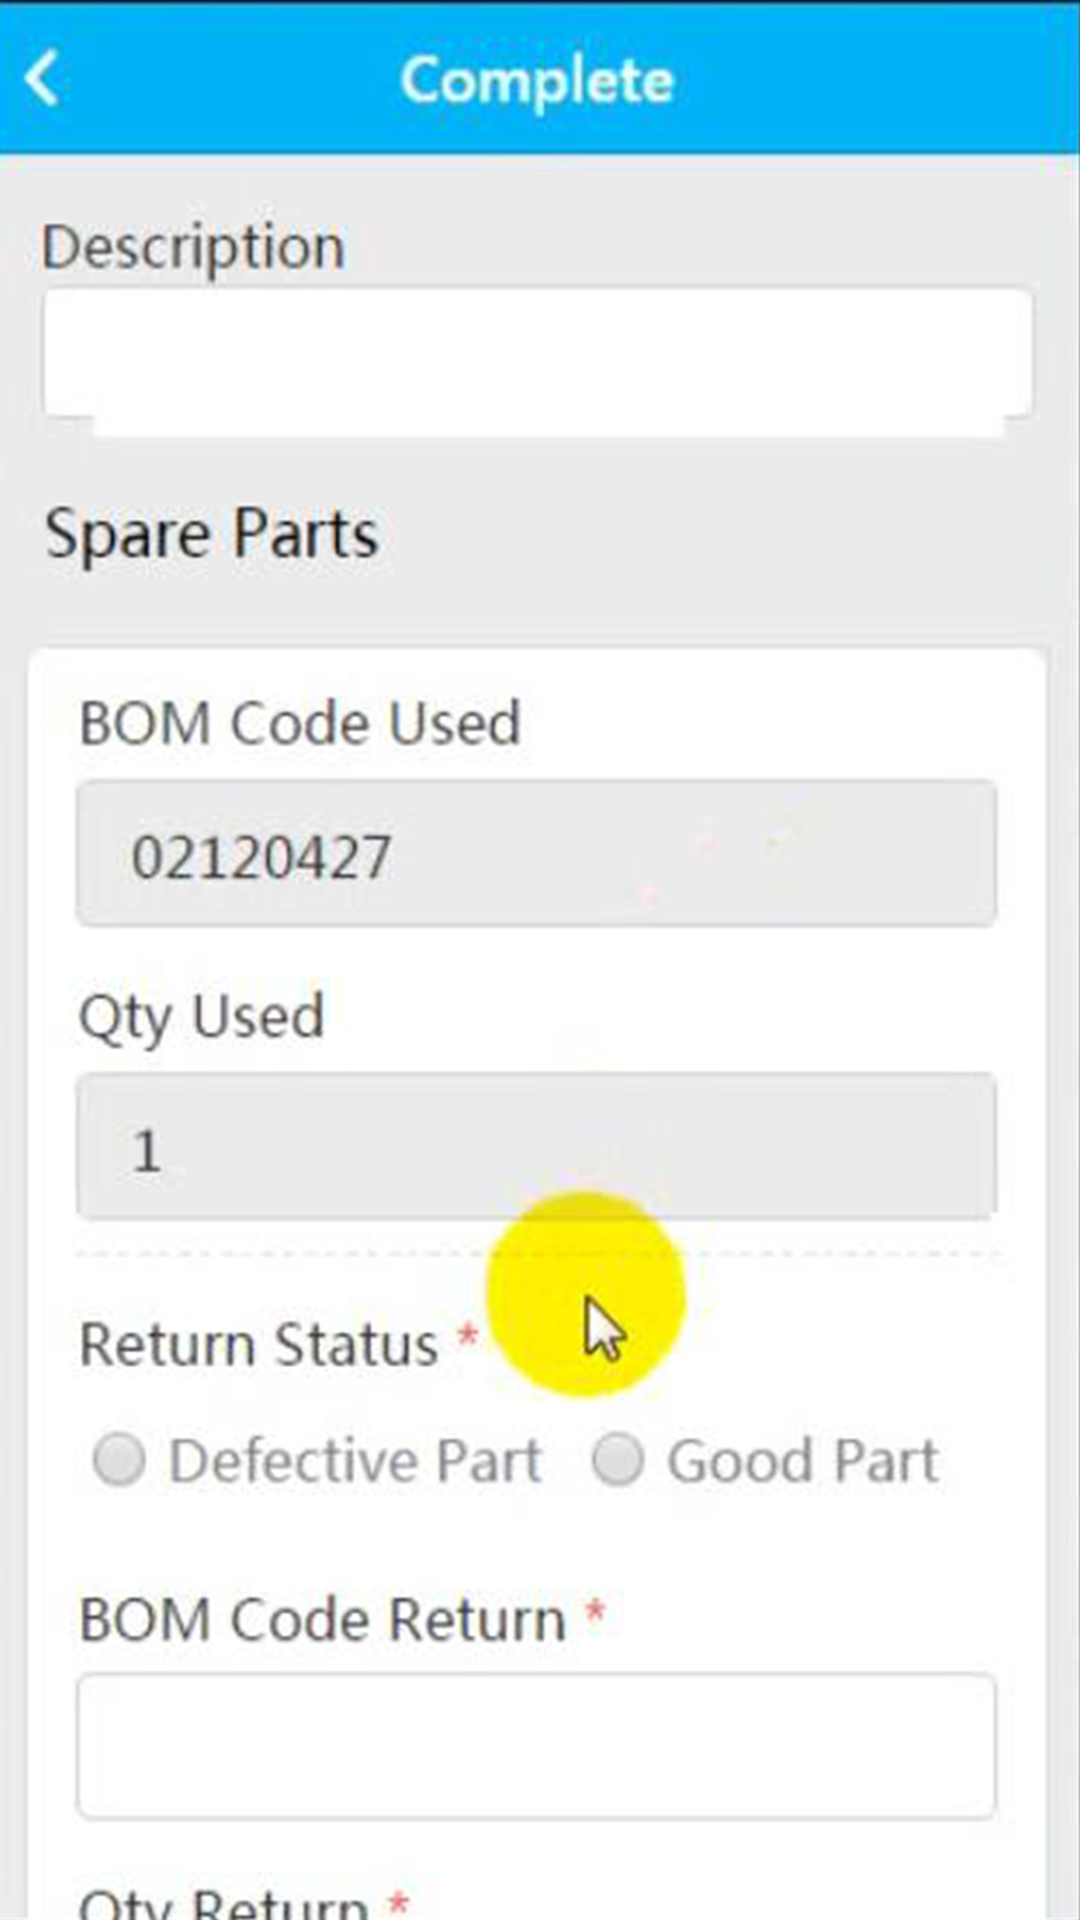 Complete
Description
Spare Parts
BOM Code Used
02120427
Qty Used
1
Return Status *
Defective Part Good Part
BOM Code Return *
Qty Return *